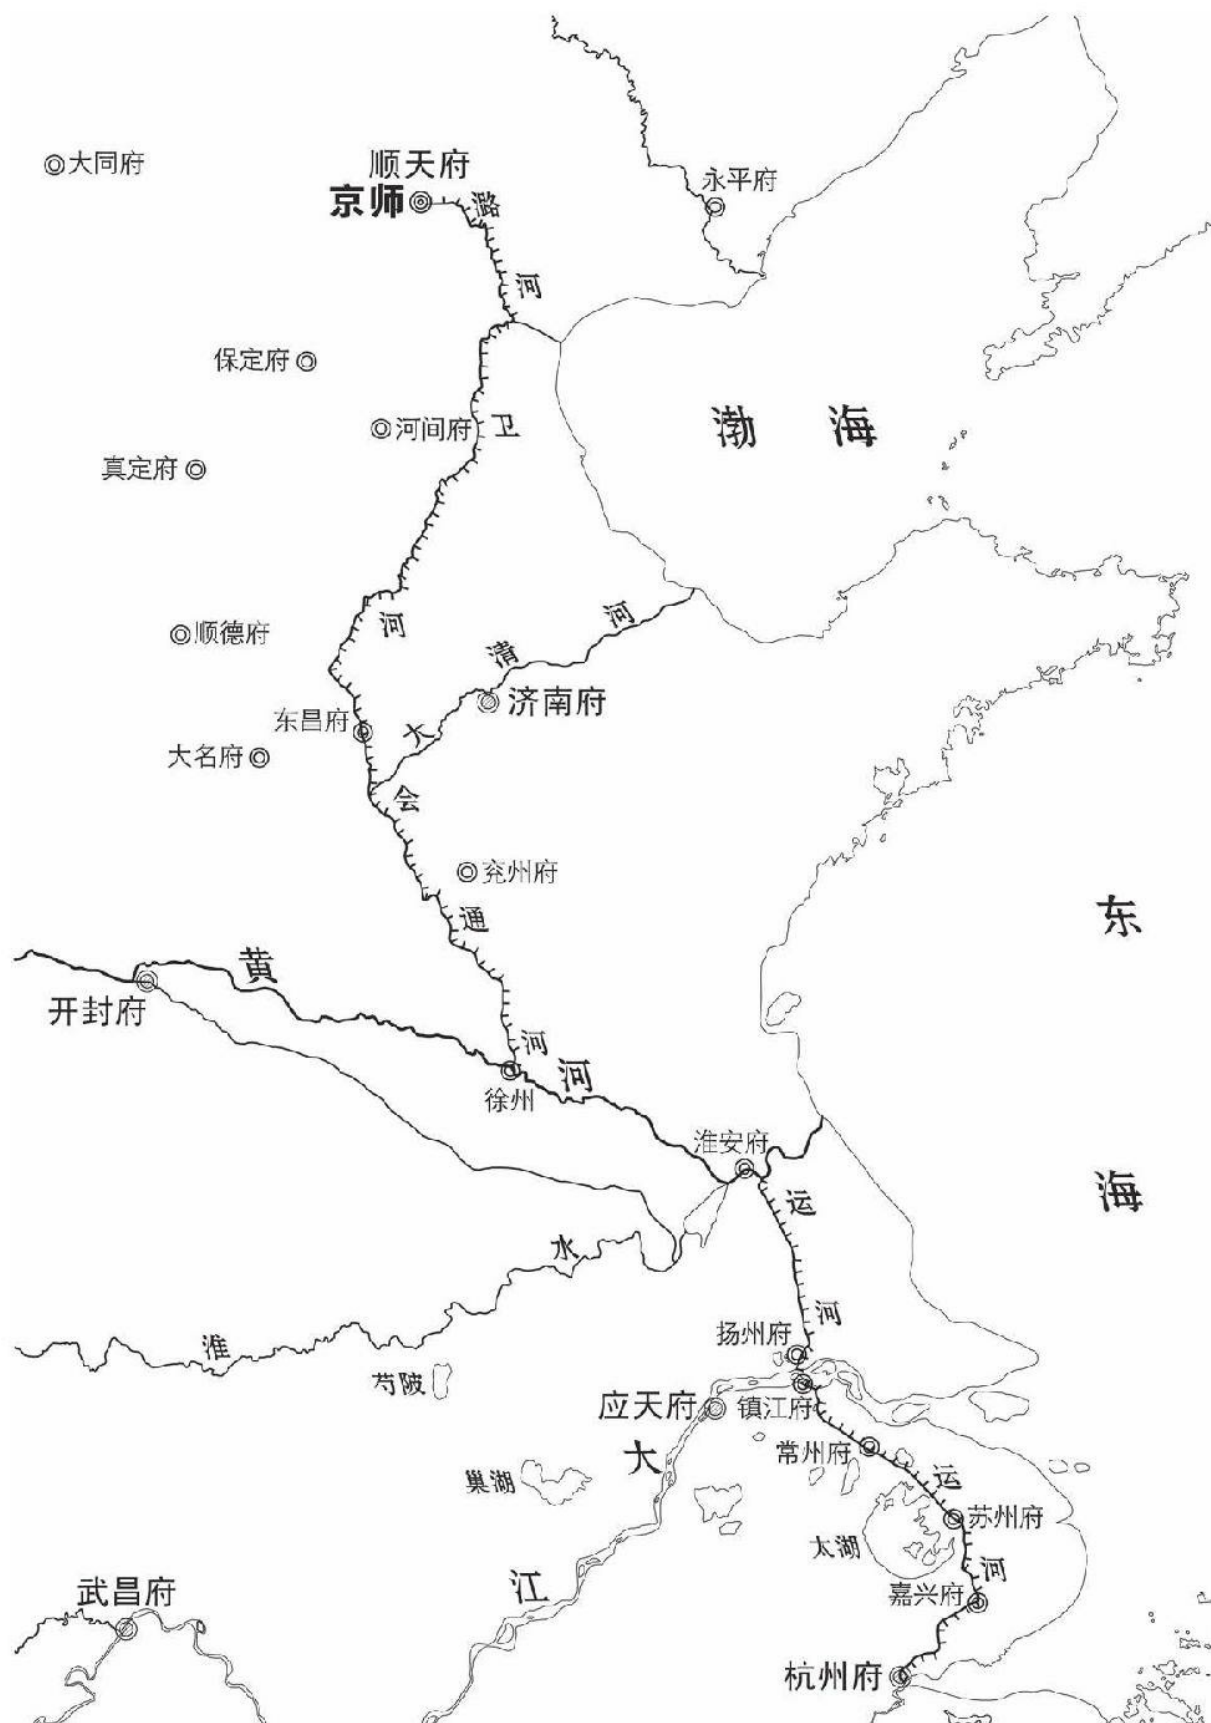 大同府
顺天府
京师
潞
河
永平府
保定府
河间府
卫
渤海
真定府
河
顺德府
大清河
济南府
东昌府
大名府
会
兖州府
通
东
黄
开封府
河
河
徐州
淮安府
海
运
水
河
淮
扬州府
芍陂
应天府
镇江府
大
常州府
巢湖
运
苏州府
太湖
河
江
嘉兴府
武昌府
杭州府